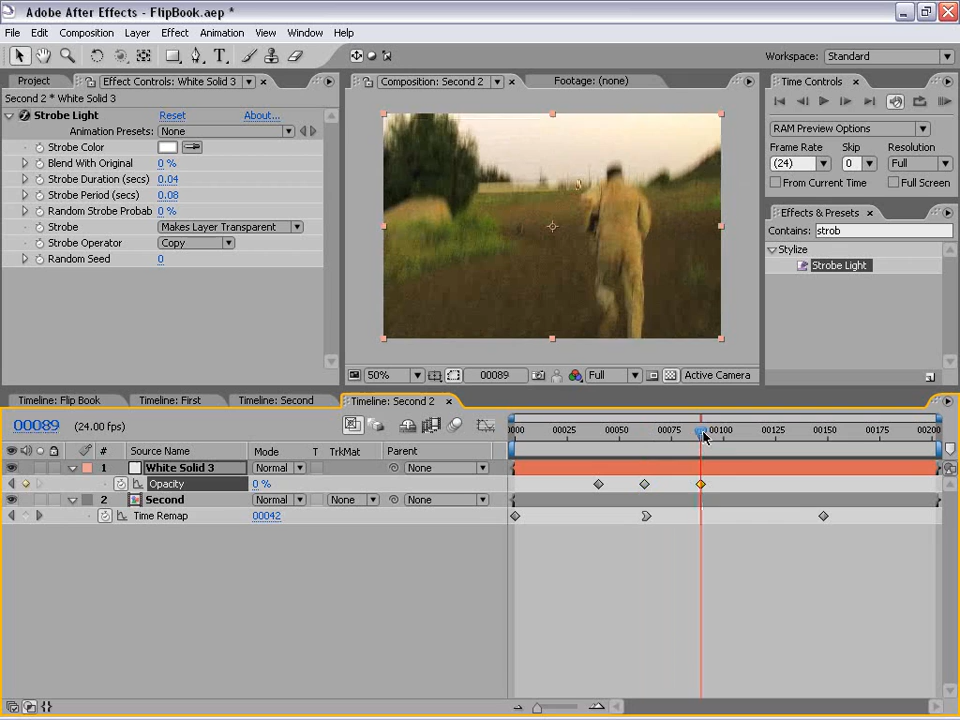 Adobe After Effects - FlipBook.aep *
File Edit Composition Layer Effect Animation View Window Help
Workspace: Standard
Project Effect Controls: White Solid 3
Second 2 * White Solid 3
Strobe Light Reset About...
Animation Presets: None
Strobe Color
Blend With Original 0 %
Strobe Duration (secs) 0.04
Strobe Period (secs) 0.08
Random Strobe Probab 0 %
Strobe Makes Layer Transparent
Strobe Operator Copy
Random Seed 0
Composition: Second 2 Footage: (none)
50% 00089 Full Active Camera
Time Controls
RAM Preview Options
Frame Rate Skip Resolution
(24) 0 Full
From Current Time Full Screen
Effects & Presets
Contains: strob
Stylize
Strobe Light
Timeline: Flip Book Timeline: First Timeline: Second Timeline: Second 2
00089 (24.00 fps)
0000 00025 00050 00075 00100 00125 00150 00175 00200
# Source Name Mode T TrkMat Parent
1 White Solid 3 Normal None
Opacity 0 %
2 Second Normal None None
Time Remap 00042